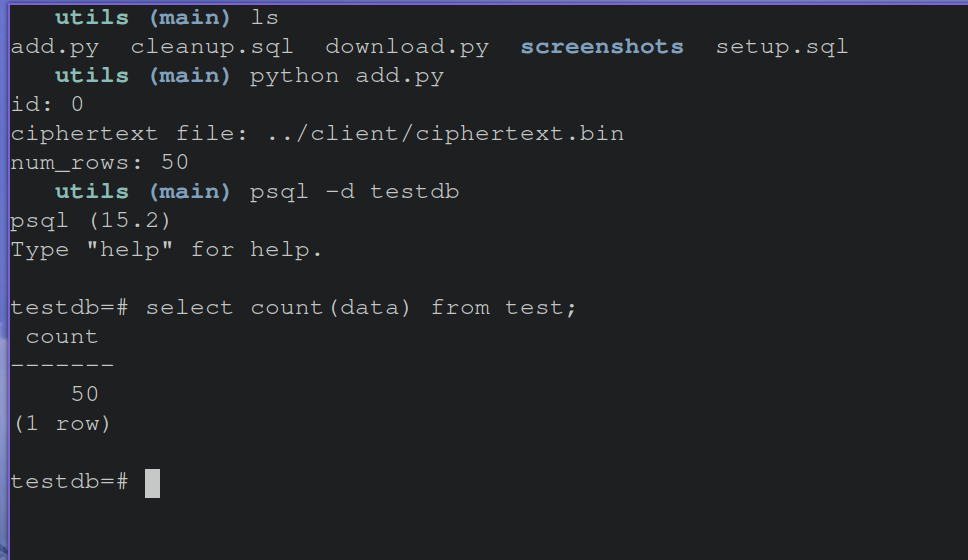 utils (main) ls
add.py cleanup.sql download.py screenshots setup.sql
utils (main) python add.py
id: 0
ciphertext file: ../client/ciphertext.bin
num_rows: 50
utils (main) psql -d testdb
psql (15.2)
Type "help" for help.
testdb=# select count(data) from test;
count
-------
50
(1 row)
testdb=#